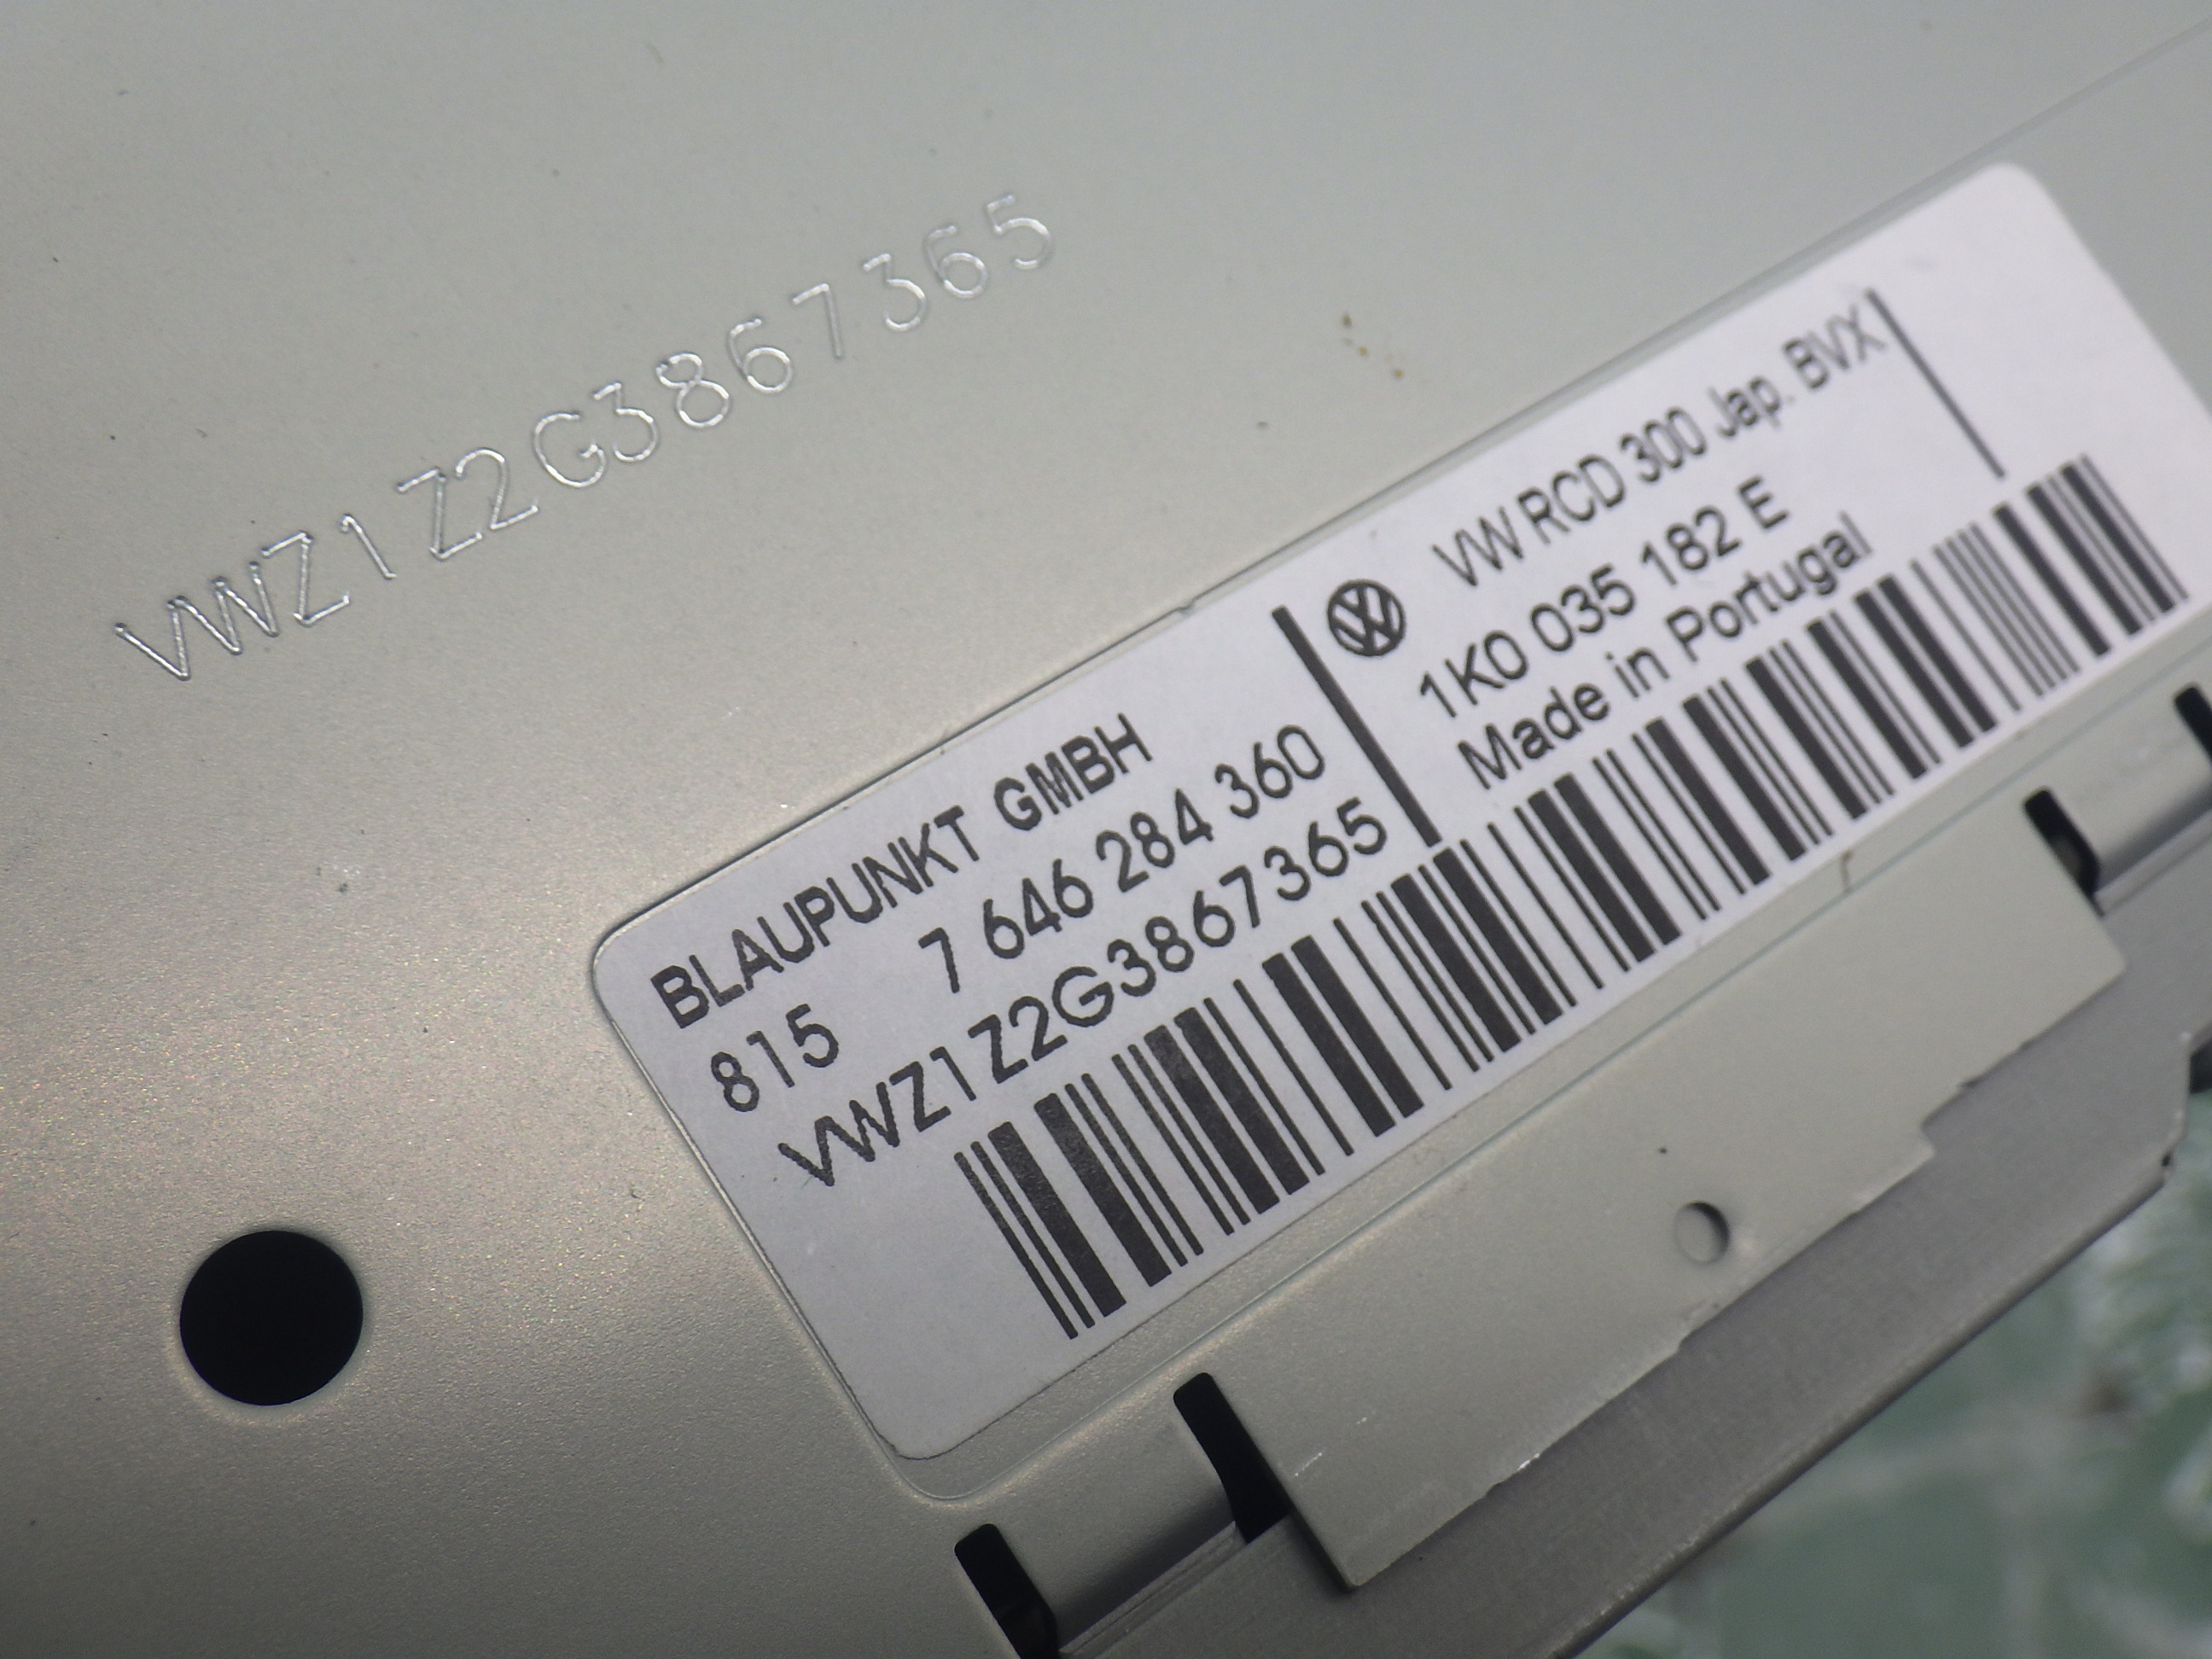 VWZ1Z2G3867365
BLAUPUNKT GMBH
815 7 646 284 360
VWZ1Z2G3867365
VW RCD 300 Jap. BVX
1K0 035 182 E
Made in Portugal